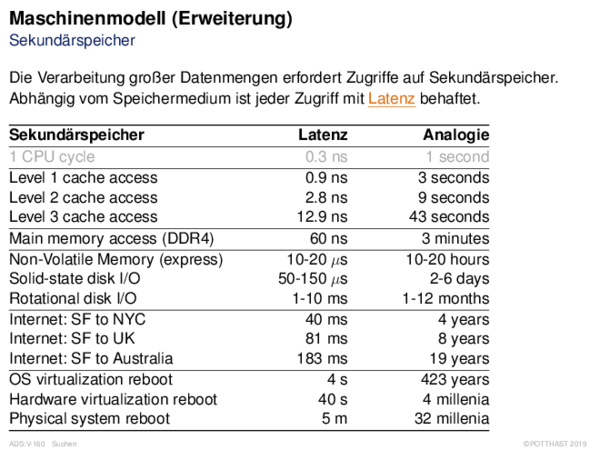 Maschinenmodell (Erweiterung)
Sekundärspeicher
Die Verarbeitung großer Datenmengen erfordert Zugriffe auf Sekundärspeicher.
Abhängig vom Speichermedium ist jeder Zugriff mit Latenz behaftet.
Sekundärspeicher Latenz Analogie
1 CPU cycle 0.3 ns 1 second
Level 1 cache access 0.9 ns 3 seconds
Level 2 cache access 2.8 ns 9 seconds
Level 3 cache access 12.9 ns 43 seconds
Main memory access (DDR4) 60 ns 3 minutes
Non-Volatile Memory (express) 10-20 μs 10-20 hours
Solid-state disk I/O 50-150 μs 2-6 days
Rotational disk I/O 1-10 ms 1-12 months
Internet: SF to NYC 40 ms 4 years
Internet: SF to UK 81 ms 8 years
Internet: SF to Australia 183 ms 19 years
OS virtualization reboot 4 s 423 years
Hardware virtualization reboot 40 s 4 millenia
Physical system reboot 5 m 32 millenia
ADS:V-160 Suchen ©POTTHAST 2019